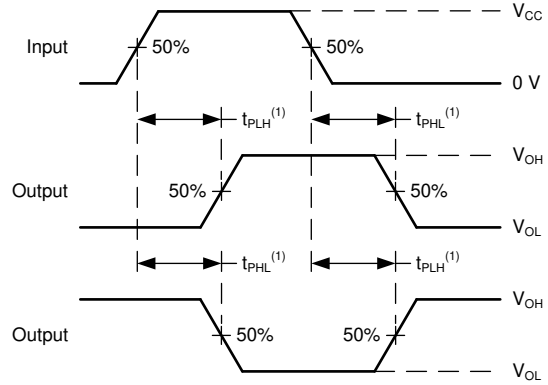 V_CC
Input 50% 50%
0 V
t_PLH^(1) t_PHL^(1)
V_OH
Output 50% 50%
V_OL
t_PHL^(1) t_PLH^(1)
V_OH
Output 50% 50%
V_OL